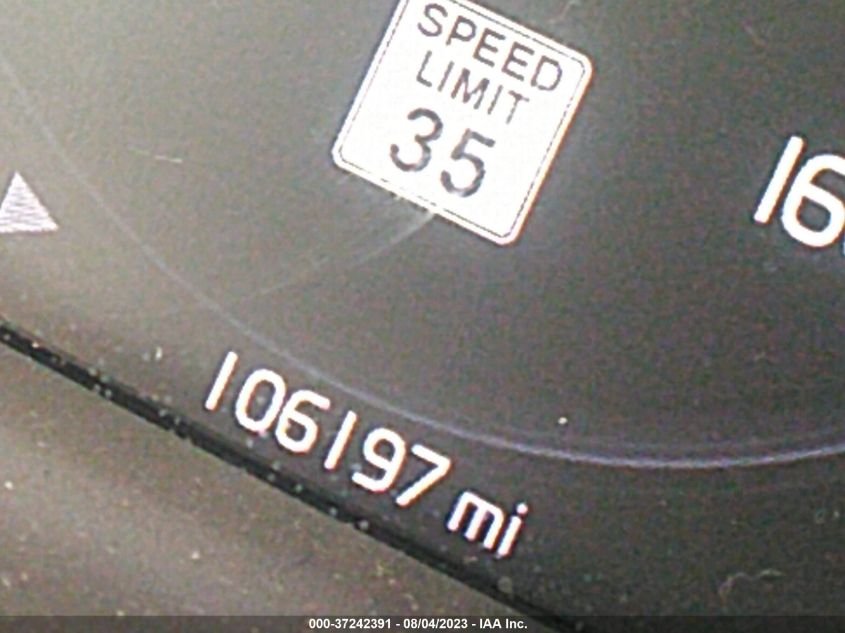 SPEED
LIMIT
35
106197 mi
000-37242391 - 08/04/2023 - IAA Inc.